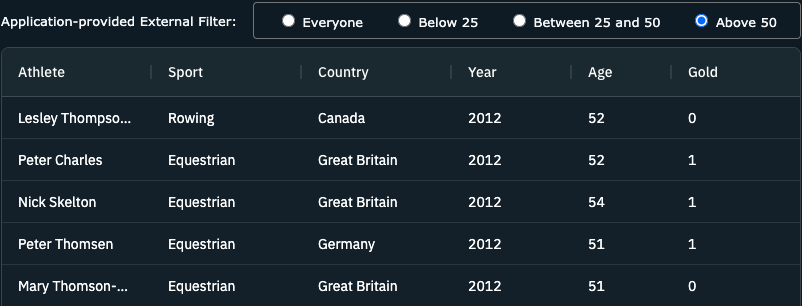 Application-provided External Filter: Everyone Below 25 Between 25 and 50 Above 50
Athlete Sport Country Year Age Gold
Lesley Thompso... Rowing Canada 2012 52 0
Peter Charles Equestrian Great Britain 2012 52 1
Nick Skelton Equestrian Great Britain 2012 54 1
Peter Thomsen Equestrian Germany 2012 51 1
Mary Thomson-... Equestrian Great Britain 2012 51 0